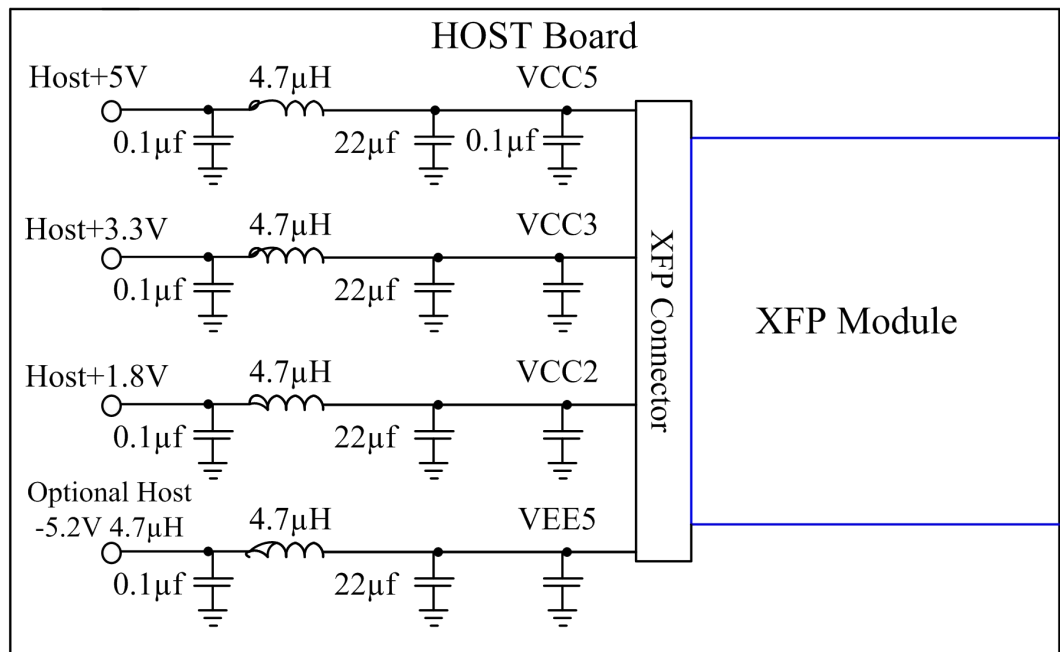 HOST Board
Host+5V
4.7µH
VCC5
0.1µf
22µf
0.1µf
Host+3.3V
4.7µH
VCC3
0.1µf
22µf
XFP Connector
XFP Module
Host+1.8V
4.7µH
VCC2
0.1µf
22µf
Optional Host
-5.2V 4.7µH
4.7µH
VEE5
0.1µf
22µf